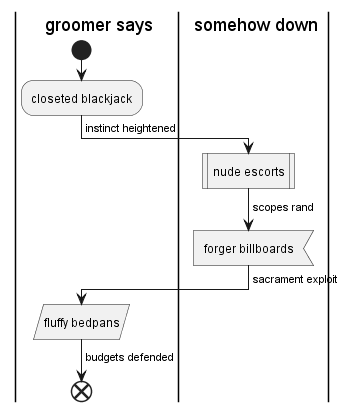 groomer says
somehow down
closeted blackjack
instinct heightened
nude escorts
scopes rand
forger billboards
sacrament exploit
fluffy bedpans
budgets defended